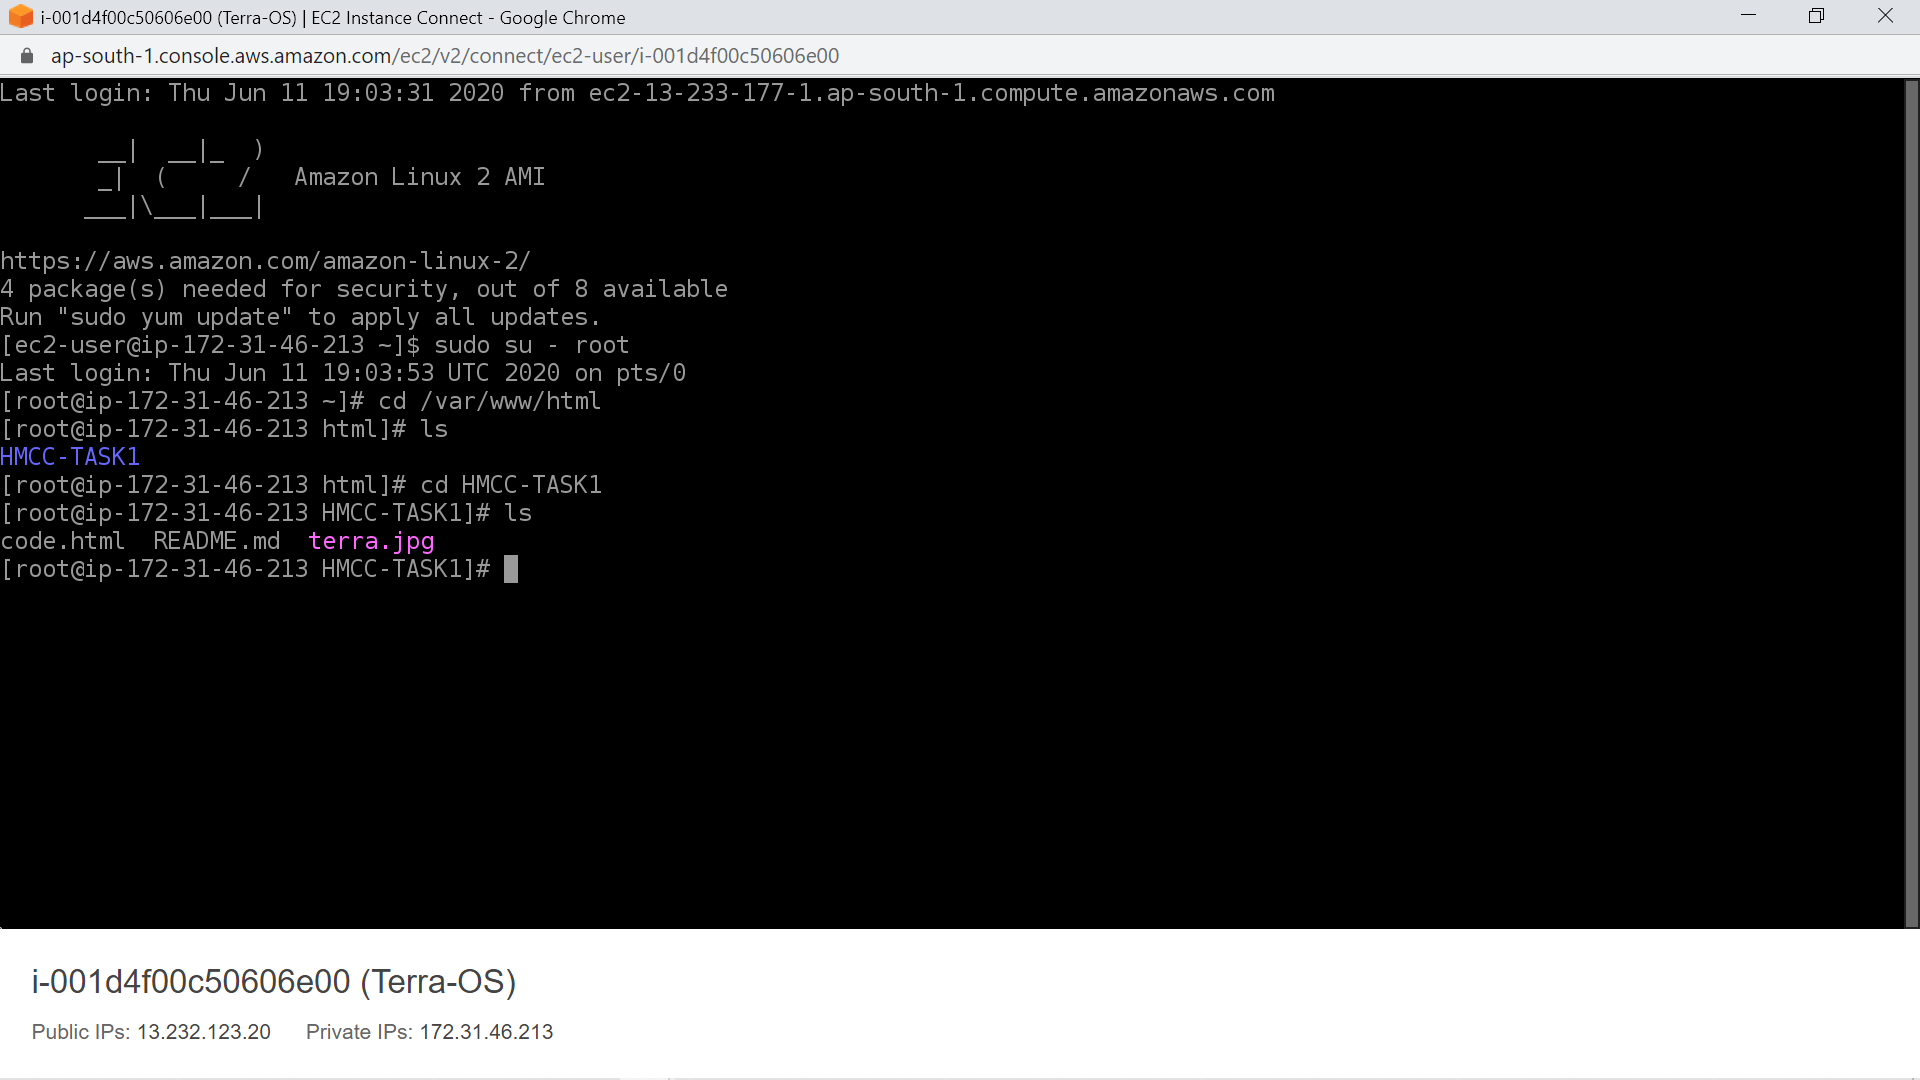 i-001d4f00c50606e00 (Terra-OS) | EC2 Instance Connect - Google Chrome
ap-south-1.console.aws.amazon.com/ec2/v2/connect/ec2-user/i-001d4f00c50606e00
Last login: Thu Jun 11 19:03:31 2020 from ec2-13-233-177-1.ap-south-1.compute.amazonaws.com
       __|  __|_  )
       _|  (     /   Amazon Linux 2 AMI
      ___|\___|___|
https://aws.amazon.com/amazon-linux-2/
4 package(s) needed for security, out of 8 available
Run "sudo yum update" to apply all updates.
[ec2-user@ip-172-31-46-213 ~]$ sudo su - root
Last login: Thu Jun 11 19:03:53 UTC 2020 on pts/0
[root@ip-172-31-46-213 ~]# cd /var/www/html
[root@ip-172-31-46-213 html]# ls
HMCC-TASK1
[root@ip-172-31-46-213 html]# cd HMCC-TASK1
[root@ip-172-31-46-213 HMCC-TASK1]# ls
code.html  README.md  terra.jpg
[root@ip-172-31-46-213 HMCC-TASK1]#
i-001d4f00c50606e00 (Terra-OS)
Public IPs: 13.232.123.20 Private IPs: 172.31.46.213